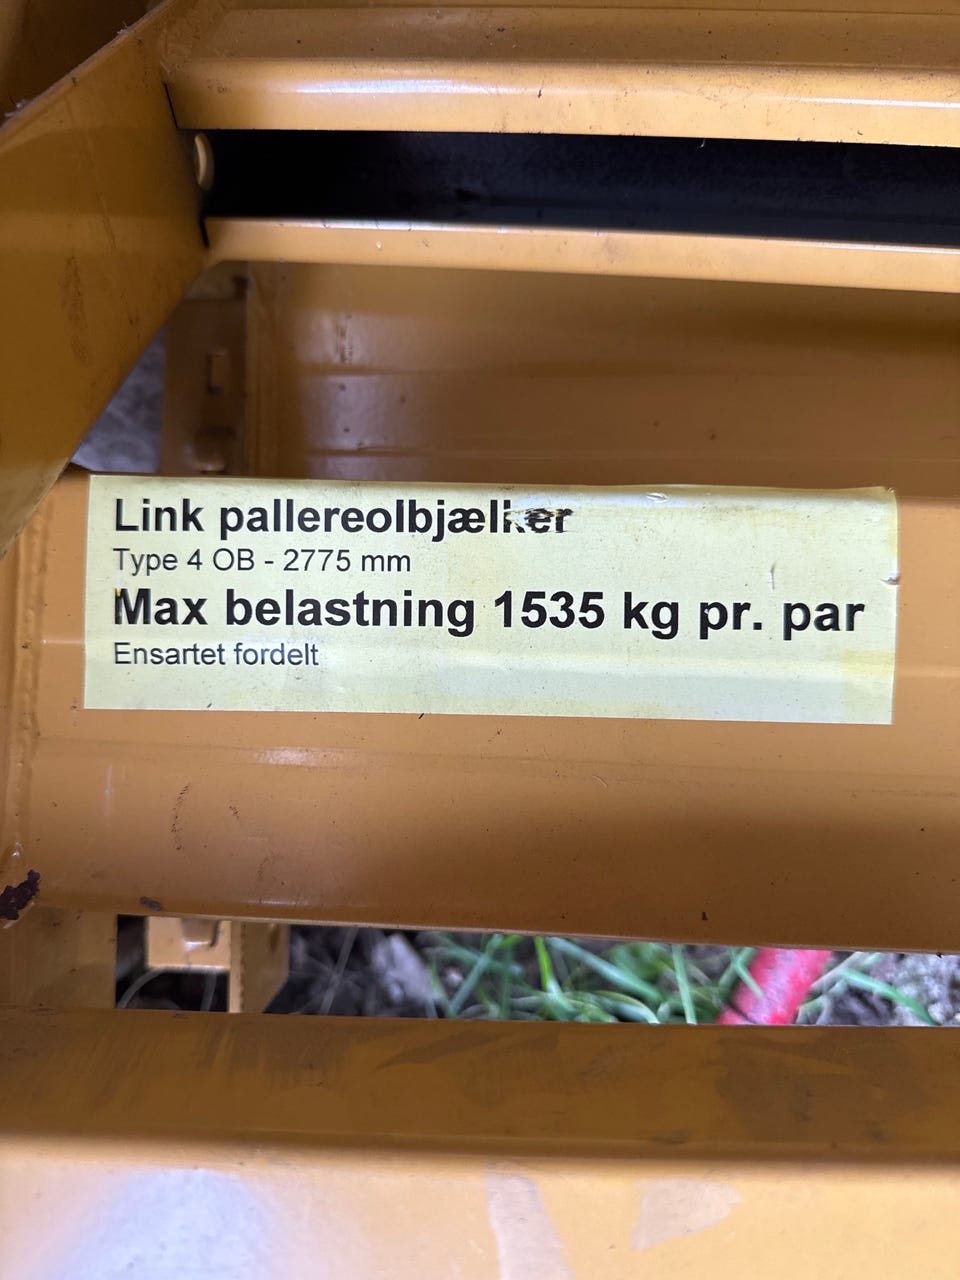 Link pallereolbjælker
Type 4 OB - 2775 mm
Max belastning 1535 kg pr. par
Ensartet fordelt